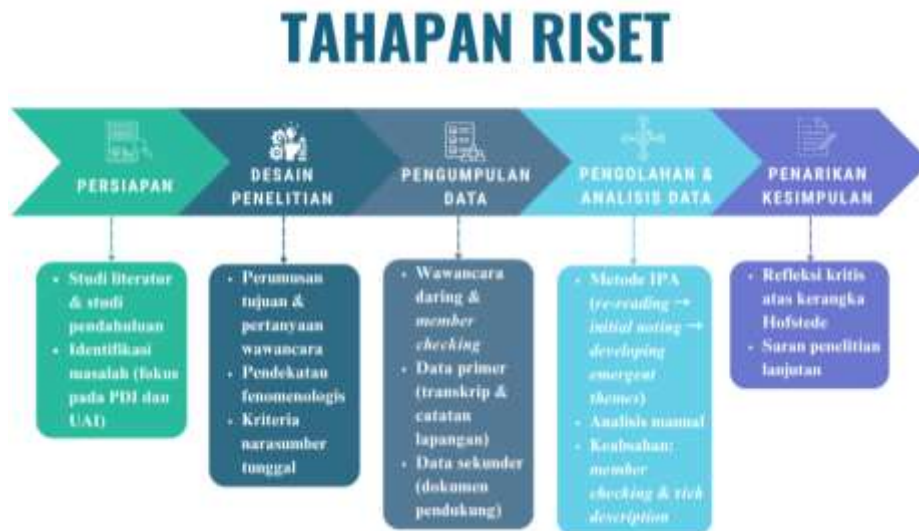 TAHAPAN RISET
PERSIAPAN
DESAIN
PENELITIAN
PENGUMPULAN
DATA
PENGOLAHAN &
ANALISIS DATA
PENARIKAN
KESIMPULAN
• Studi literatur
& studi
pendahuluan
• Identifikasi
masalah (fokus
pada PDI dan
UAI)
• Perumusan
tujuan &
pertanyaan
wawancara
• Pendekatan
fenomenologis
• Kriteria
narasumber
tunggal
• Wawancara
daring &
member
checking
• Data primer
(transkrip &
catatan
lapangan)
• Data sekunder
(dokumen
pendukung)
• Metode IPA
(re-reading →
initial noting →
developing
emergent
themes)
• Analisis manual
• Keabsahan:
member
checking & rich
description
• Refleksi kritis
atas kerangka
Hofstede
• Saran penelitian
lanjutan